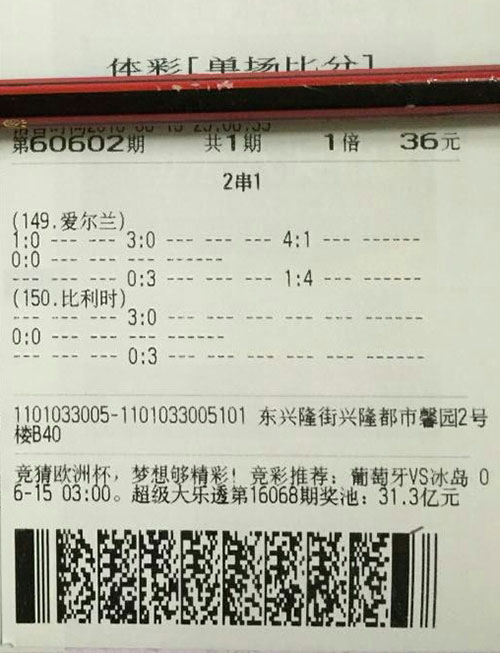 体彩[单场比分]
第60602期 共1期 1倍 36元
2串1
(149.爱尔兰)
1:0 --- --- 3:0 --- --- --- 4:1 --- ------
0:0 --- --- --- --- ------
--- --- --- 0:3 --- --- --- 1:4 --- ------
(150.比利时)
--- --- --- 3:0 --- --- --- --- --- ------
0:0 --- --- --- --- ------
--- --- --- 0:3 --- --- --- --- --- ------
1101033005-1101033005101 东兴隆街兴隆都市馨园2号
楼B40
竞猜欧洲杯，梦想够精彩！竞彩推荐：葡萄牙VS冰岛 0
6-15 03:00。超级大乐透第16068期奖池：31.3亿元